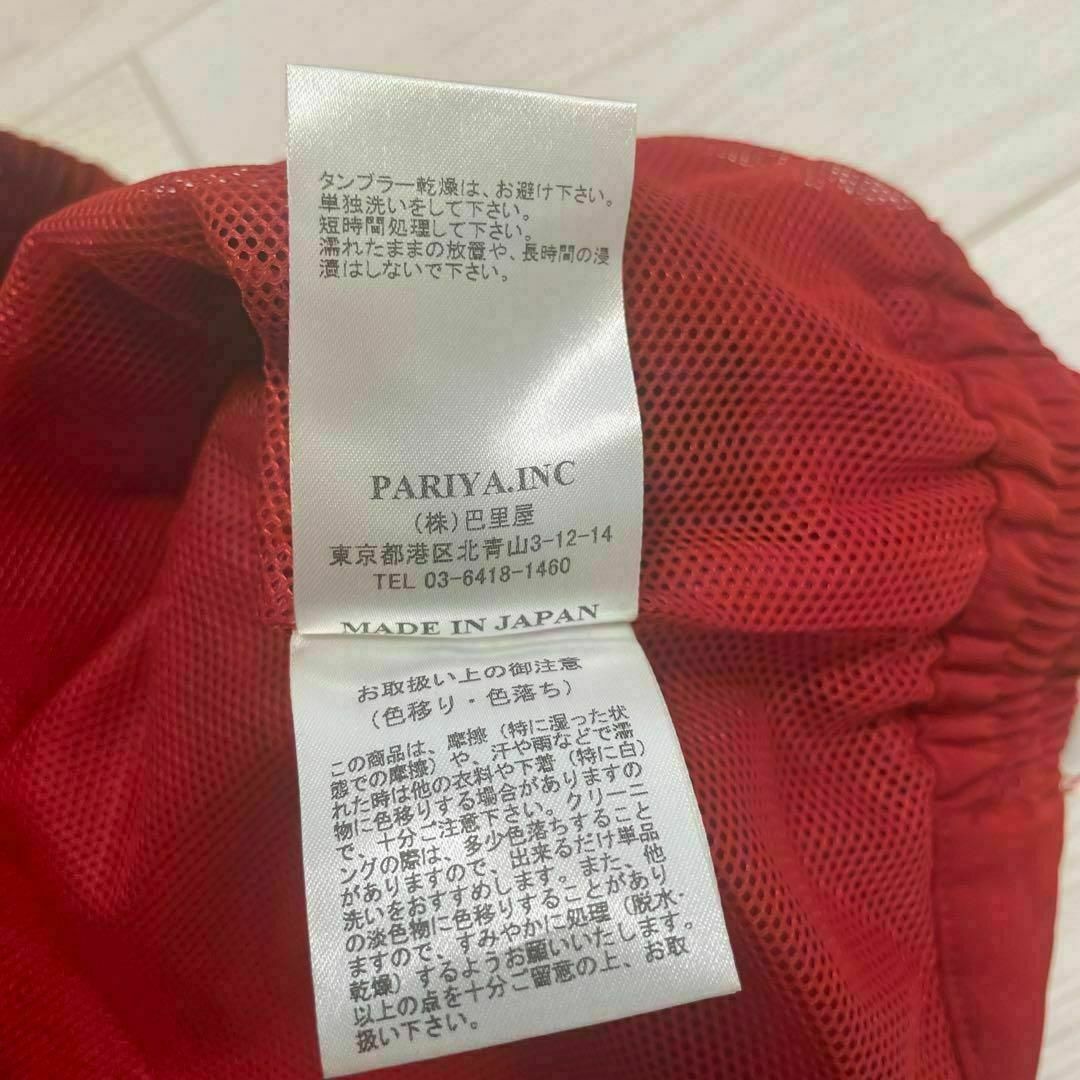 タンブラー乾燥は、お避け下さい。
単独洗いをして下さい。
短時間処理して下さい。
濡れたままの放置や、長時間の浸
漬はしないで下さい。
PARIYA.INC
(株)巴里屋
東京都港区北青山3-12-14
TEL 03-6418-1460
MADE IN JAPAN
お取扱い上の御注意
(色移り・色落ち)
この商品は、摩擦(特に湿った状
態での摩擦)や、汗や雨などで濡
れた時は他の衣料や下着(特に白)
物に色移りする場合がありますの
で、十分ご注意下さい。クリーニ
ングの際は、多少色落ちすること
がありますので、出来るだけ単品
洗いをおすすめします。また、他
の淡色物に色移りすることがあり
ますので、すみやかに処理(脱水・
乾燥)するようお願いいたします。
以上の点を十分ご留意の上、お取
扱い下さい。